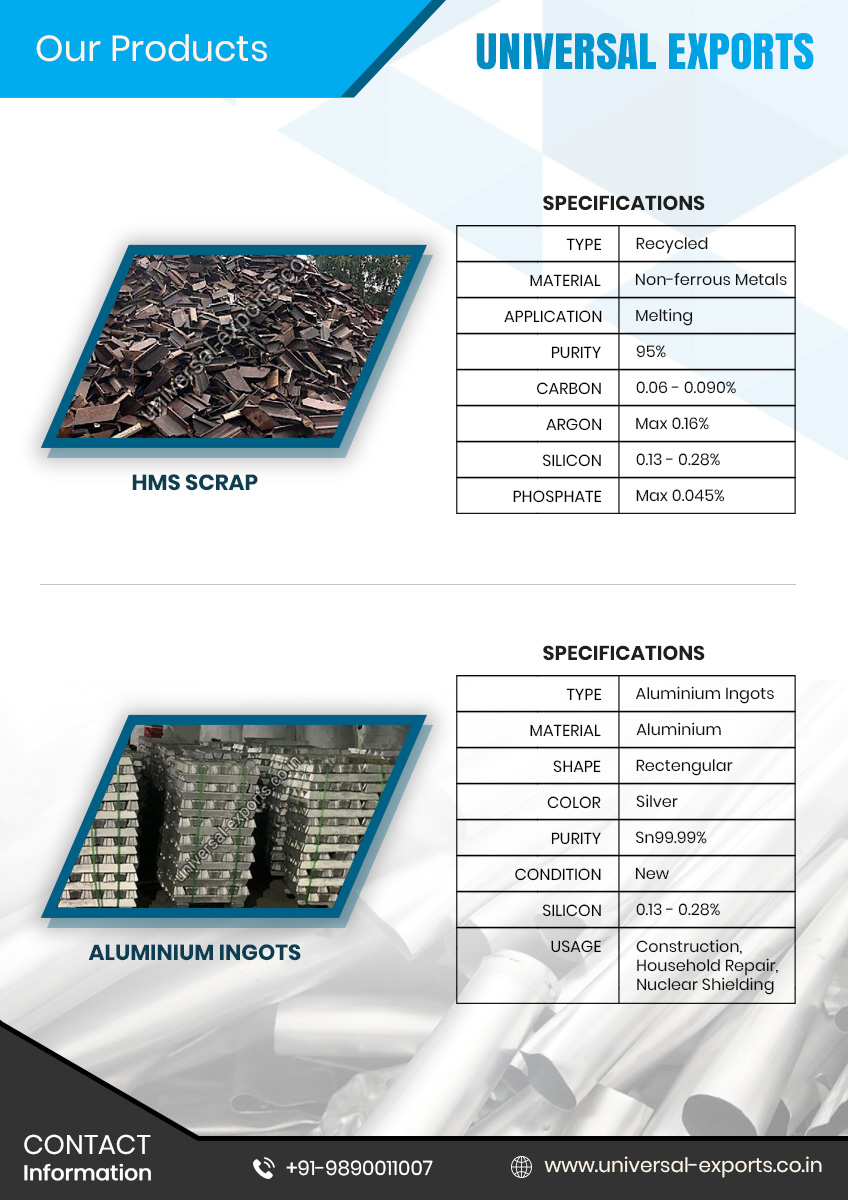 Our Products
UNIVERSAL EXPORTS
SPECIFICATIONS
TYPE Recycled
MATERIAL Non-ferrous Metals
APPLICATION Melting
PURITY 95%
CARBON 0.06 - 0.090%
ARGON Max 0.16%
SILICON 0.13 - 0.28%
PHOSPHATE Max 0.045%
universal-exports.co.in
HMS SCRAP
SPECIFICATIONS
TYPE Aluminium Ingots
MATERIAL Aluminium
SHAPE Rectengular
COLOR Silver
PURITY Sn99.99%
CONDITION New
SILICON 0.13 - 0.28%
USAGE Construction,
Household Repair,
Nuclear Shielding
universal-exports.co.in
ALUMINIUM INGOTS
CONTACT
Information
+91-9890011007
www.universal-exports.co.in